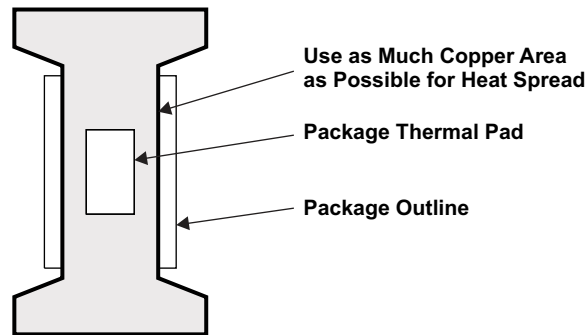 Use as Much Copper Area
as Possible for Heat Spread
Package Thermal Pad
Package Outline